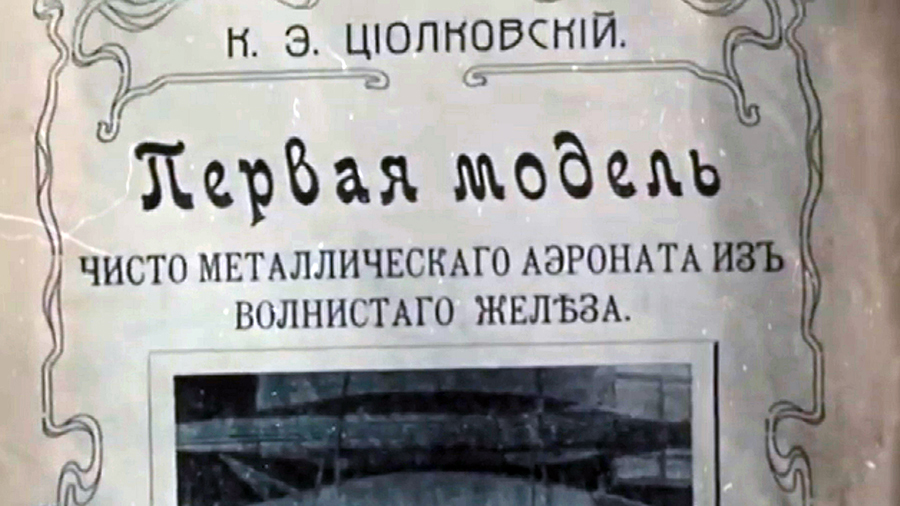 К. Э. ЦІОЛКОВСКІЙ.
Первая модель
ЧИСТО МЕТАЛЛИЧЕСКАГО АЭРОНАТА ИЗЪ
ВОЛНИСТАГО ЖЕЛѢЗА.